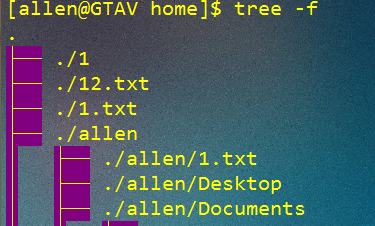 [allen@GTAV home]$ tree -f
.
├── ./1
├── ./12.txt
├── ./1.txt
├── ./allen
│   ├── ./allen/1.txt
│   ├── ./allen/Desktop
│   ├── ./allen/Documents